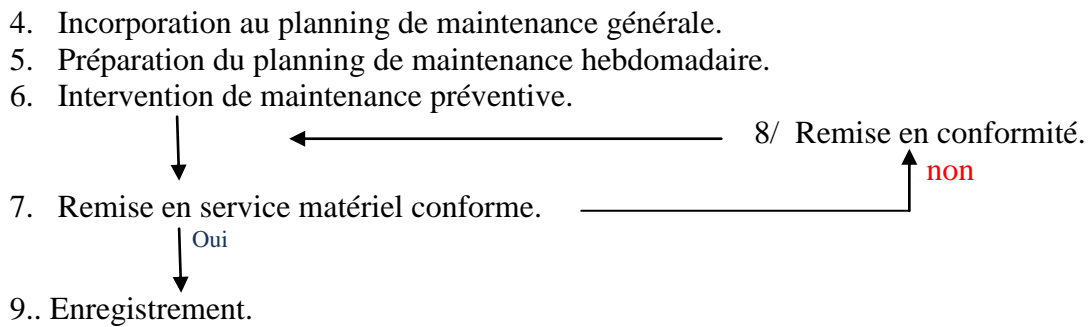 4. Incorporation au planning de maintenance générale.
5. Préparation du planning de maintenance hebdomadaire.
6. Intervention de maintenance préventive.
8/ Remise en conformité.
non
7. Remise en service matériel conforme.
Oui
9.. Enregistrement.